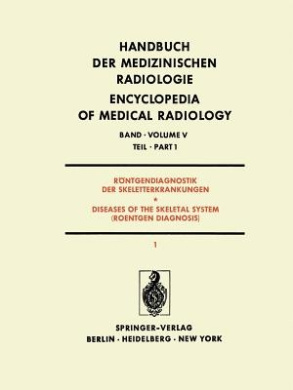 HANDBUCH
DER MEDIZINISCHEN
RADIOLOGIE
ENCYCLOPEDIA
OF MEDICAL RADIOLOGY
BAND · VOLUME V
TEIL · PART 1
RÖNTGENDIAGNOSTIK
DER SKELETTERKRANKUNGEN
*
DISEASES OF THE SKELETAL SYSTEM
(ROENTGEN DIAGNOSIS)
1
SPRINGER-VERLAG
BERLIN · HEIDELBERG · NEW YORK